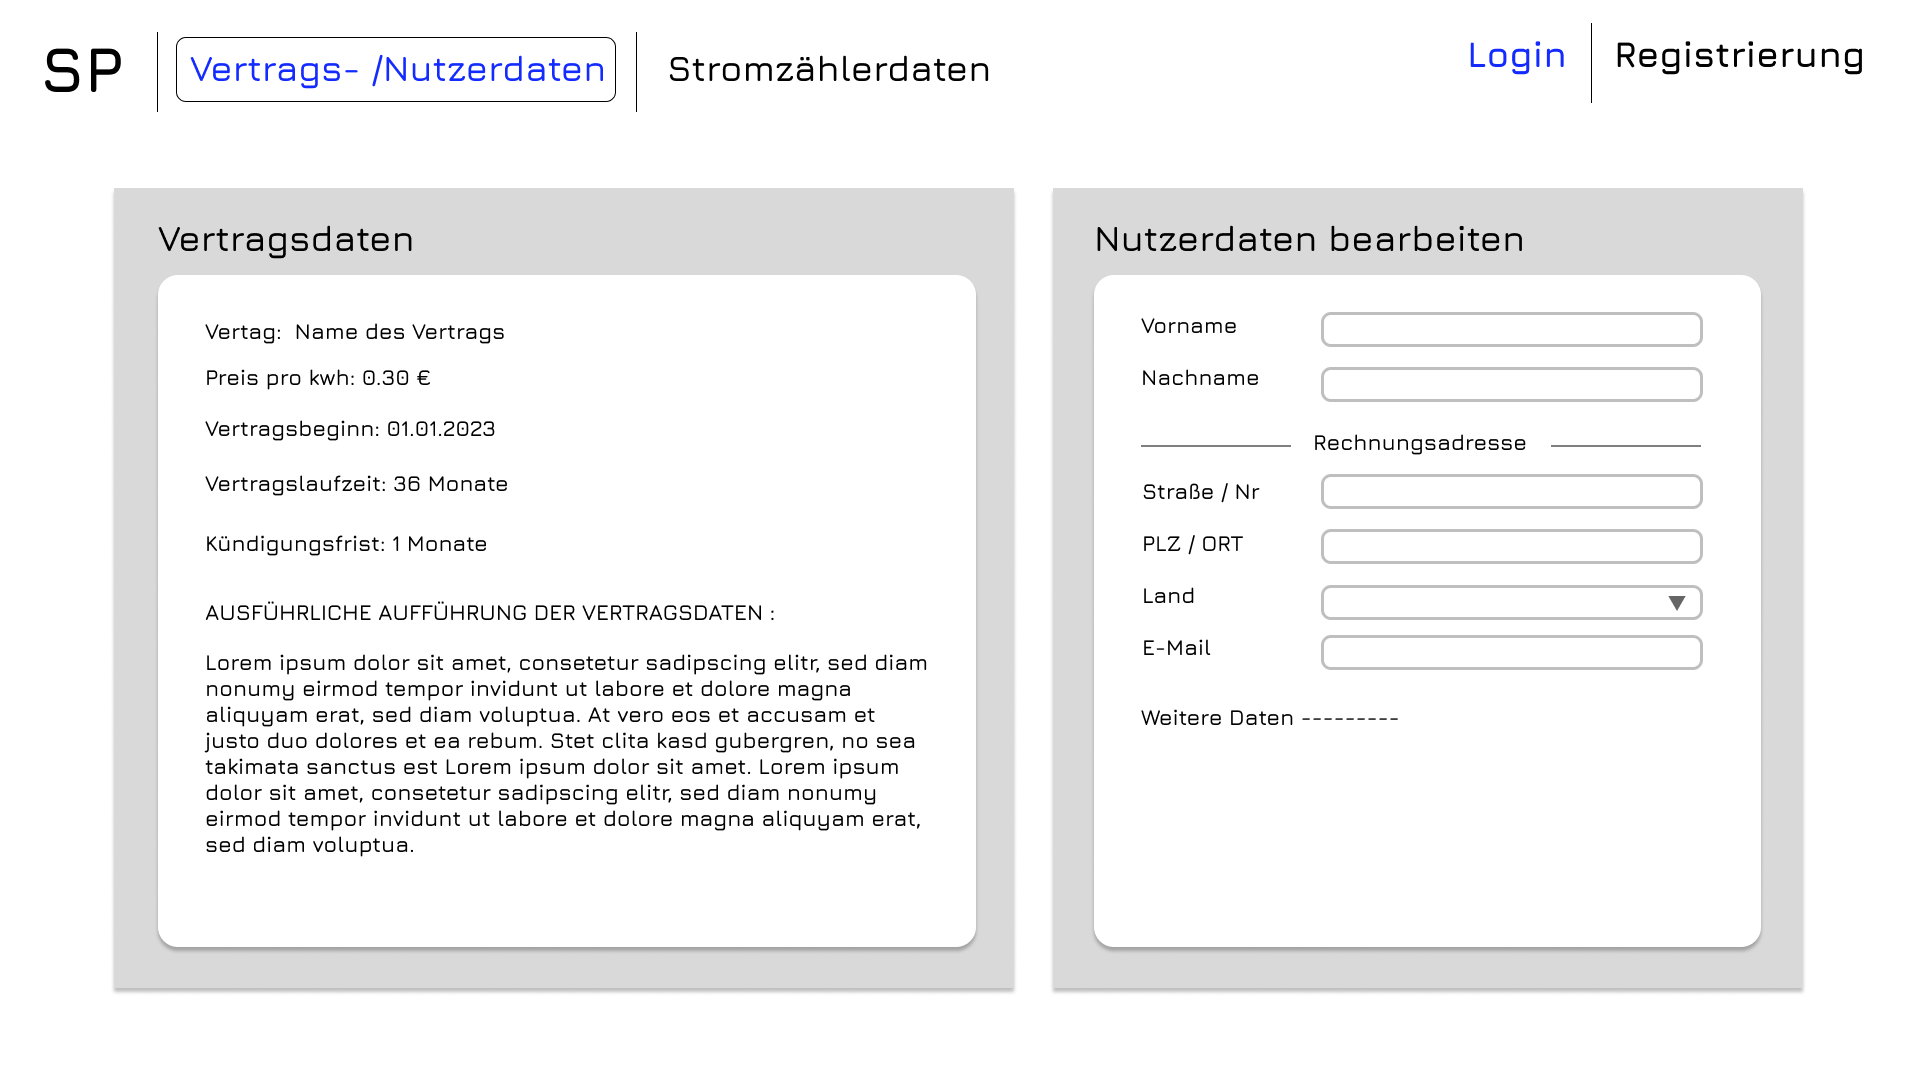 SP
Vertrags- /Nutzerdaten
Stromzählerdaten
Login
Registrierung
Vertragsdaten
Vertag:  Name des Vertrags
Preis pro kwh: 0.30 €
Vertragsbeginn: 01.01.2023
Vertragslaufzeit: 36 Monate
Kündigungsfrist: 1 Monate
AUSFÜHRLICHE AUFFÜHRUNG DER VERTRAGSDATEN :
Lorem ipsum dolor sit amet, consetetur sadipscing elitr, sed diam
nonumy eirmod tempor invidunt ut labore et dolore magna
aliquyam erat, sed diam voluptua. At vero eos et accusam et
justo duo dolores et ea rebum. Stet clita kasd gubergren, no sea
takimata sanctus est Lorem ipsum dolor sit amet. Lorem ipsum
dolor sit amet, consetetur sadipscing elitr, sed diam nonumy
eirmod tempor invidunt ut labore et dolore magna aliquyam erat,
sed diam voluptua.
Nutzerdaten bearbeiten
Vorname
Nachname
Rechnungsadresse
Straße / Nr
PLZ / ORT
Land
E-Mail
Weitere Daten ---------